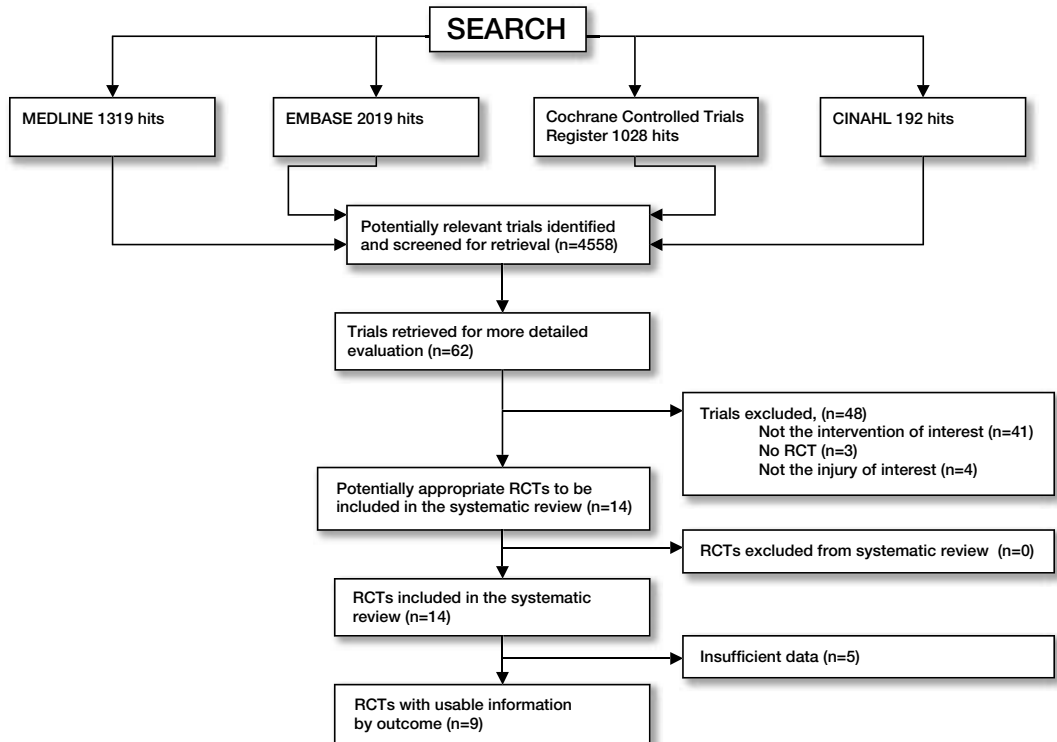 SEARCH
MEDLINE 1319 hits
EMBASE 2019 hits
Cochrane Controlled Trials
Register 1028 hits
CINAHL 192 hits
Potentially relevant trials identified
and screened for retrieval (n=4558)
Trials retrieved for more detailed
evaluation (n=62)
Trials excluded, (n=48)
Not the intervention of interest (n=41)
No RCT (n=3)
Not the injury of interest (n=4)
Potentially appropriate RCTs to be
included in the systematic review (n=14)
RCTs excluded from systematic review (n=0)
RCTs included in the systematic
review (n=14)
Insufficient data (n=5)
RCTs with usable information
by outcome (n=9)